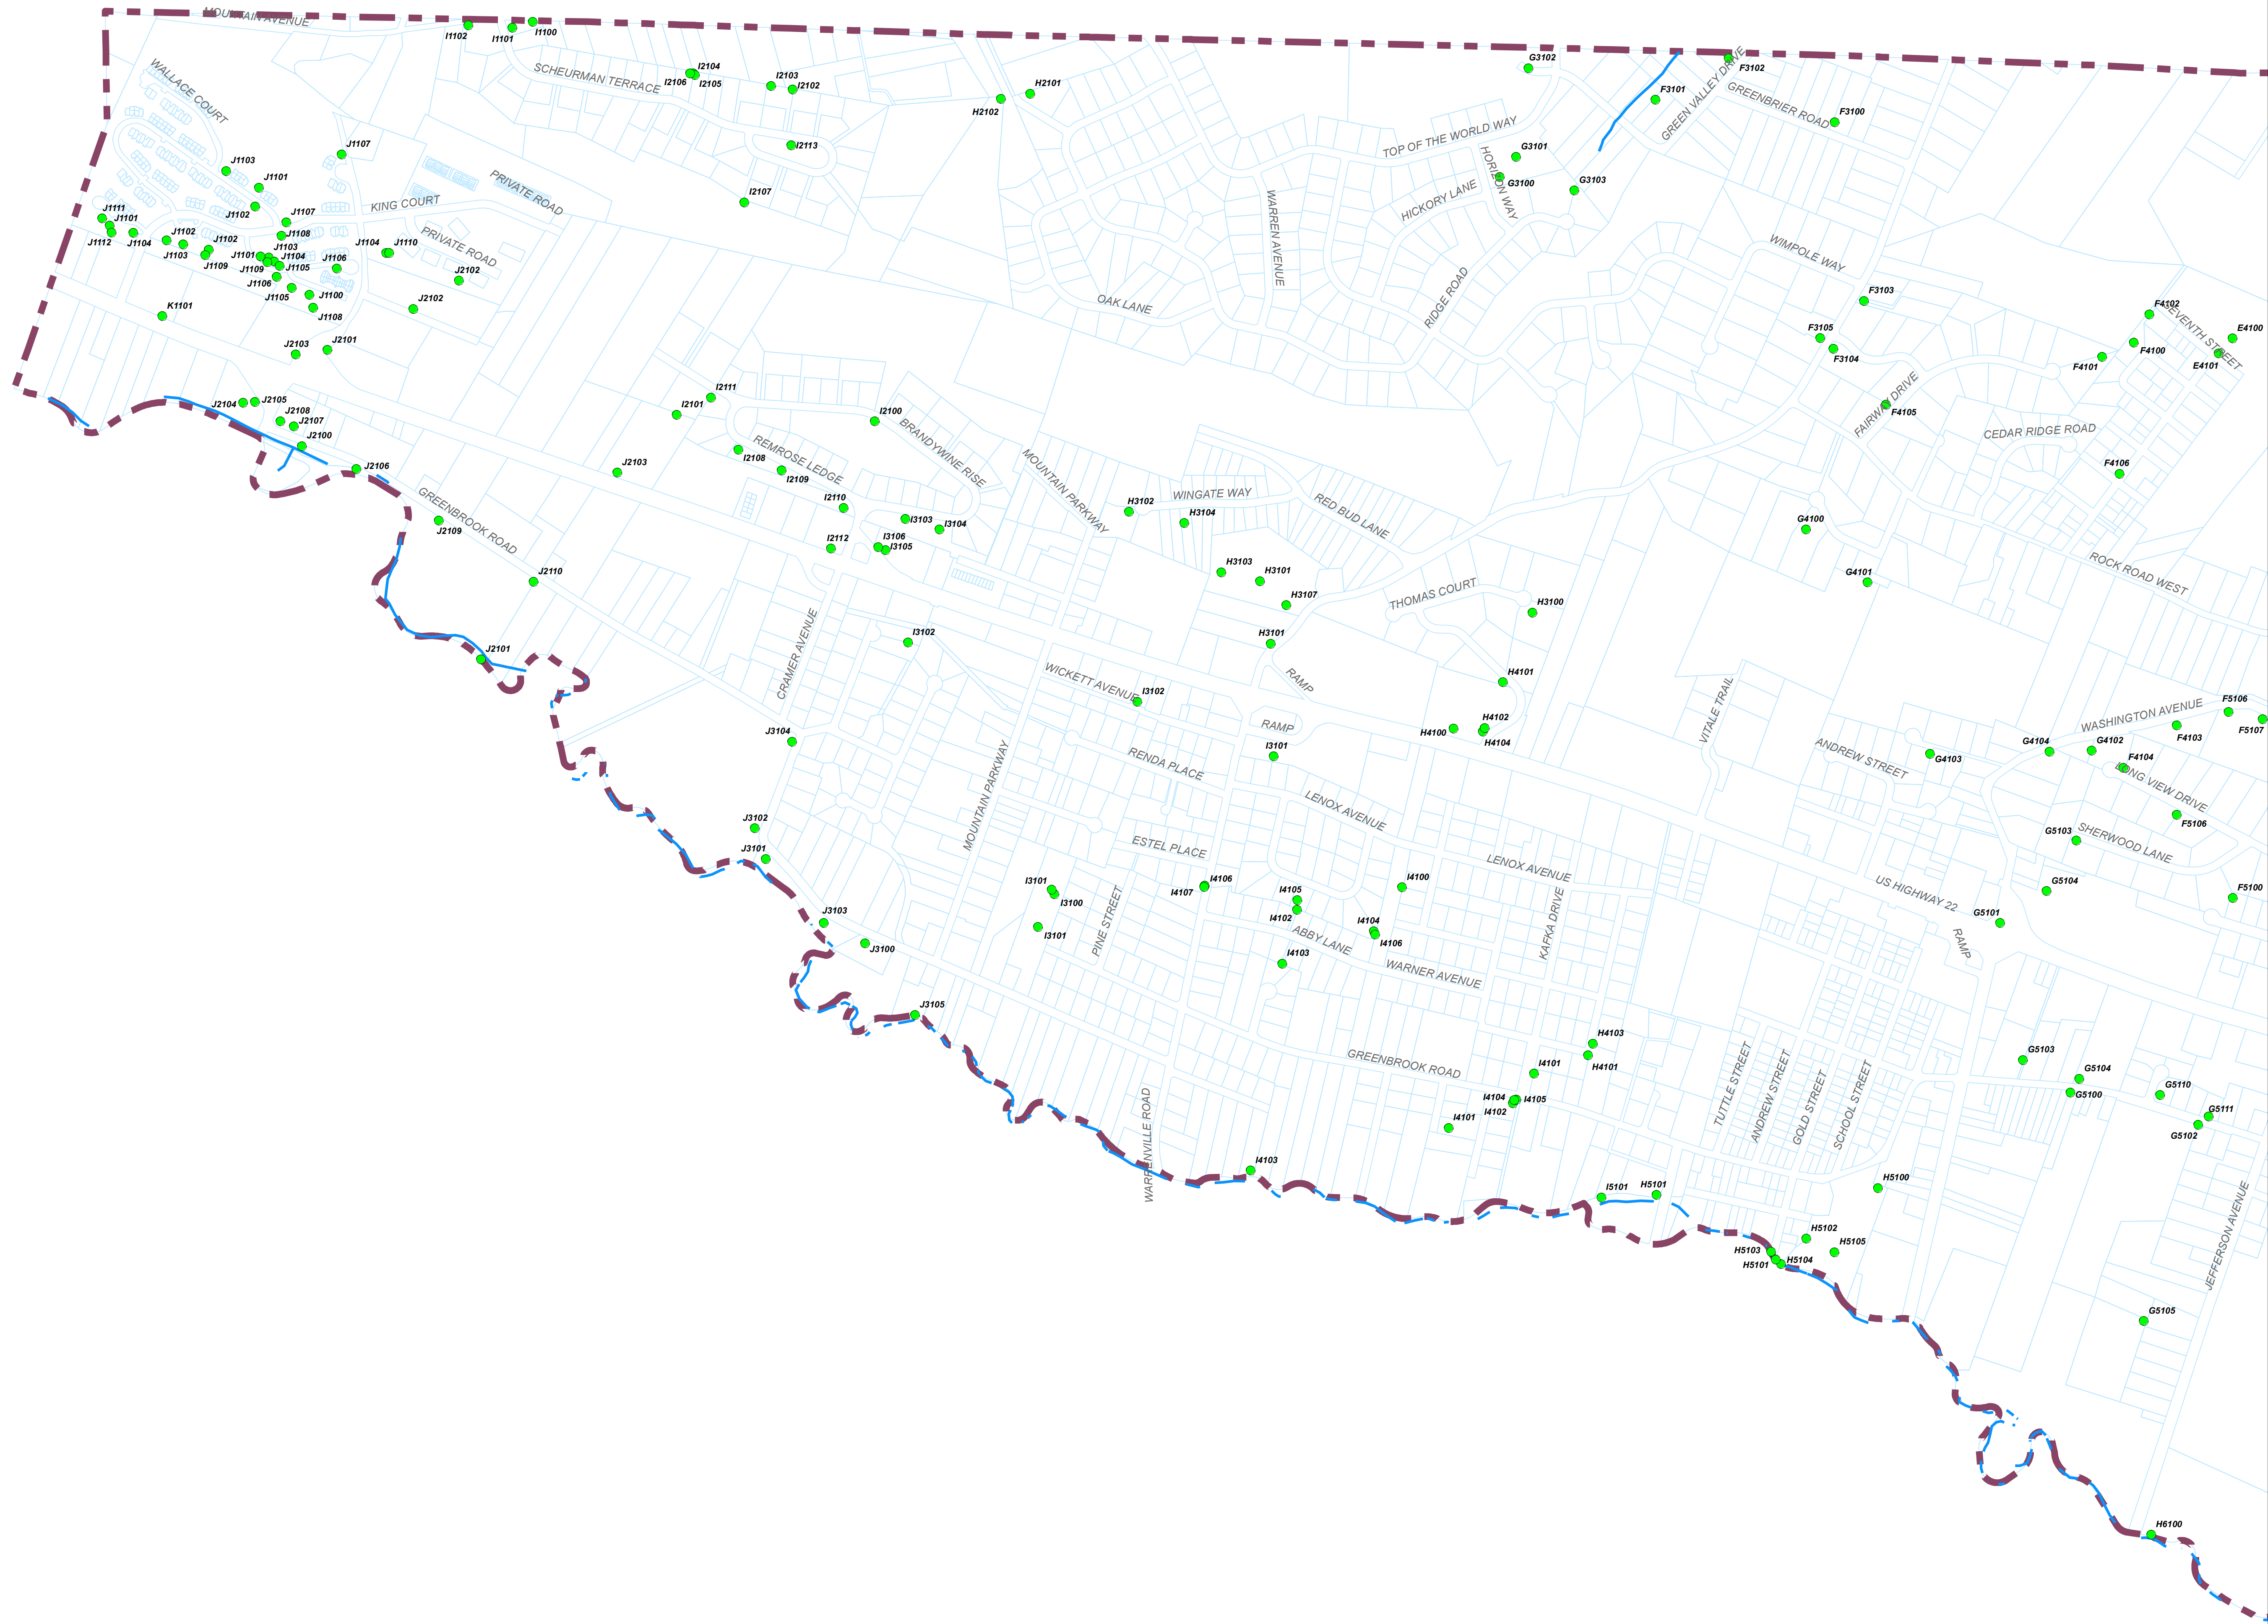 MOUNTAIN AVENUE
I1102
I1101
I1100
WALLACE COURT
SCHEURMAN TERRACE
I2104
I2106
I2105
I2103
I2102
H2102
H2101
G3102
F3102
F3101
GREEN VALLEY DRIVE
GREENBRIER ROAD
F3100
J1107
I2113
TOP OF THE WORLD WAY
G3101
HORIZON WAY
G3100
G3103
HICKORY LANE
J1103
J1101
PRIVATE ROAD
I2107
WARREN AVENUE
KING COURT
J1102
J1107
J1111
J1101
J1112
J1104
J1102
J1103
J1102
J1109
J1108
J1101
J1103
J1104
J1109
J1105
J1106
J1104
J1110
PRIVATE ROAD
J1106
J2102
WIMPOLE WAY
J1105
J1100
J1108
J2102
K1101
OAK LANE
RIDGE ROAD
F3103
F4102
SEVENTH STREET
E4100
F3105
F3104
F4100
F4101
E4101
J2103
J2101
FAIRWAY DRIVE
F4105
J2104
J2105
J2108
J2107
J2100
I2111
I2101
I2100
BRANDYWINE RISE
CEDAR RIDGE ROAD
I2108
REMROSE LEDGE
I2109
MOUNTAIN PARKWAY
J2106
J2103
F4106
GREENBROOK ROAD
I2110
WINGATE WAY
RED BUD LANE
H3102
H3104
J2109
I3103
I3104
G4100
I2112
I3106
I3105
ROCK ROAD WEST
J2110
H3103
H3101
G4101
THOMAS COURT
H3107
H3100
CRAMER AVENUE
I3102
H3101
J2101
WICKETT AVENUE
RAMP
H4101
VITALE TRAIL
I3102
WASHINGTON AVENUE
F5106
F5107
F4103
J3104
RAMP
H4100
H4102
H4104
ANDREW STREET
G4103
G4104
G4102
F4104
RENDA PLACE
I3101
LONG VIEW DRIVE
MOUNTAIN PARKWAY
LENOX AVENUE
F5106
J3102
J3101
G5103
SHERWOOD LANE
ESTEL PLACE
LENOX AVENUE
US HIGHWAY 22
I3101
I3100
I4107
I4106
I4105
I4102
I4100
G5104
F5100
PINE STREET
KAFKA DRIVE
J3103
I3101
I4104
I4106
G5101
ABBY LANE
RAMP
J3100
I4103
WARNER AVENUE
J3105
H4103
GREENBROOK ROAD
H4101
TUTTLE STREET
ANDREW STREET
GOLD STREET
SCHOOL STREET
G5103
I4101
G5104
G5100
G5110
I4104
I4105
I4102
G5111
WARRENVILLE ROAD
I4101
G5102
I4103
I5101
H5101
H5100
JEFFERSON AVENUE
H5102
H5103
H5105
H5104
H5101
G5105
H6100